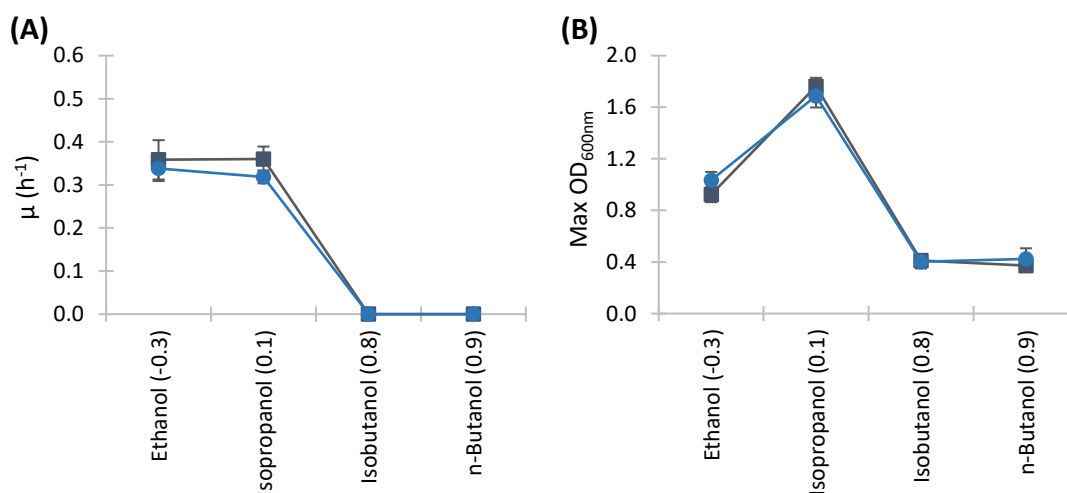 (A)
0.6
0.5
0.4
0.3
0.2
0.1
0.0
μ (h-1)
Ethanol (-0.3)
sopropanol (0.1)
Isobutanol (0.8)
n-Butanol (0.9)
(B)
2.0
1.6
1.2
0.8
0.4
0.0
Max OD600nm
Ethanol (-0.3)
Isopropanol (0.1)
Isobutanol (0.8)
n-Butanol (0.9)